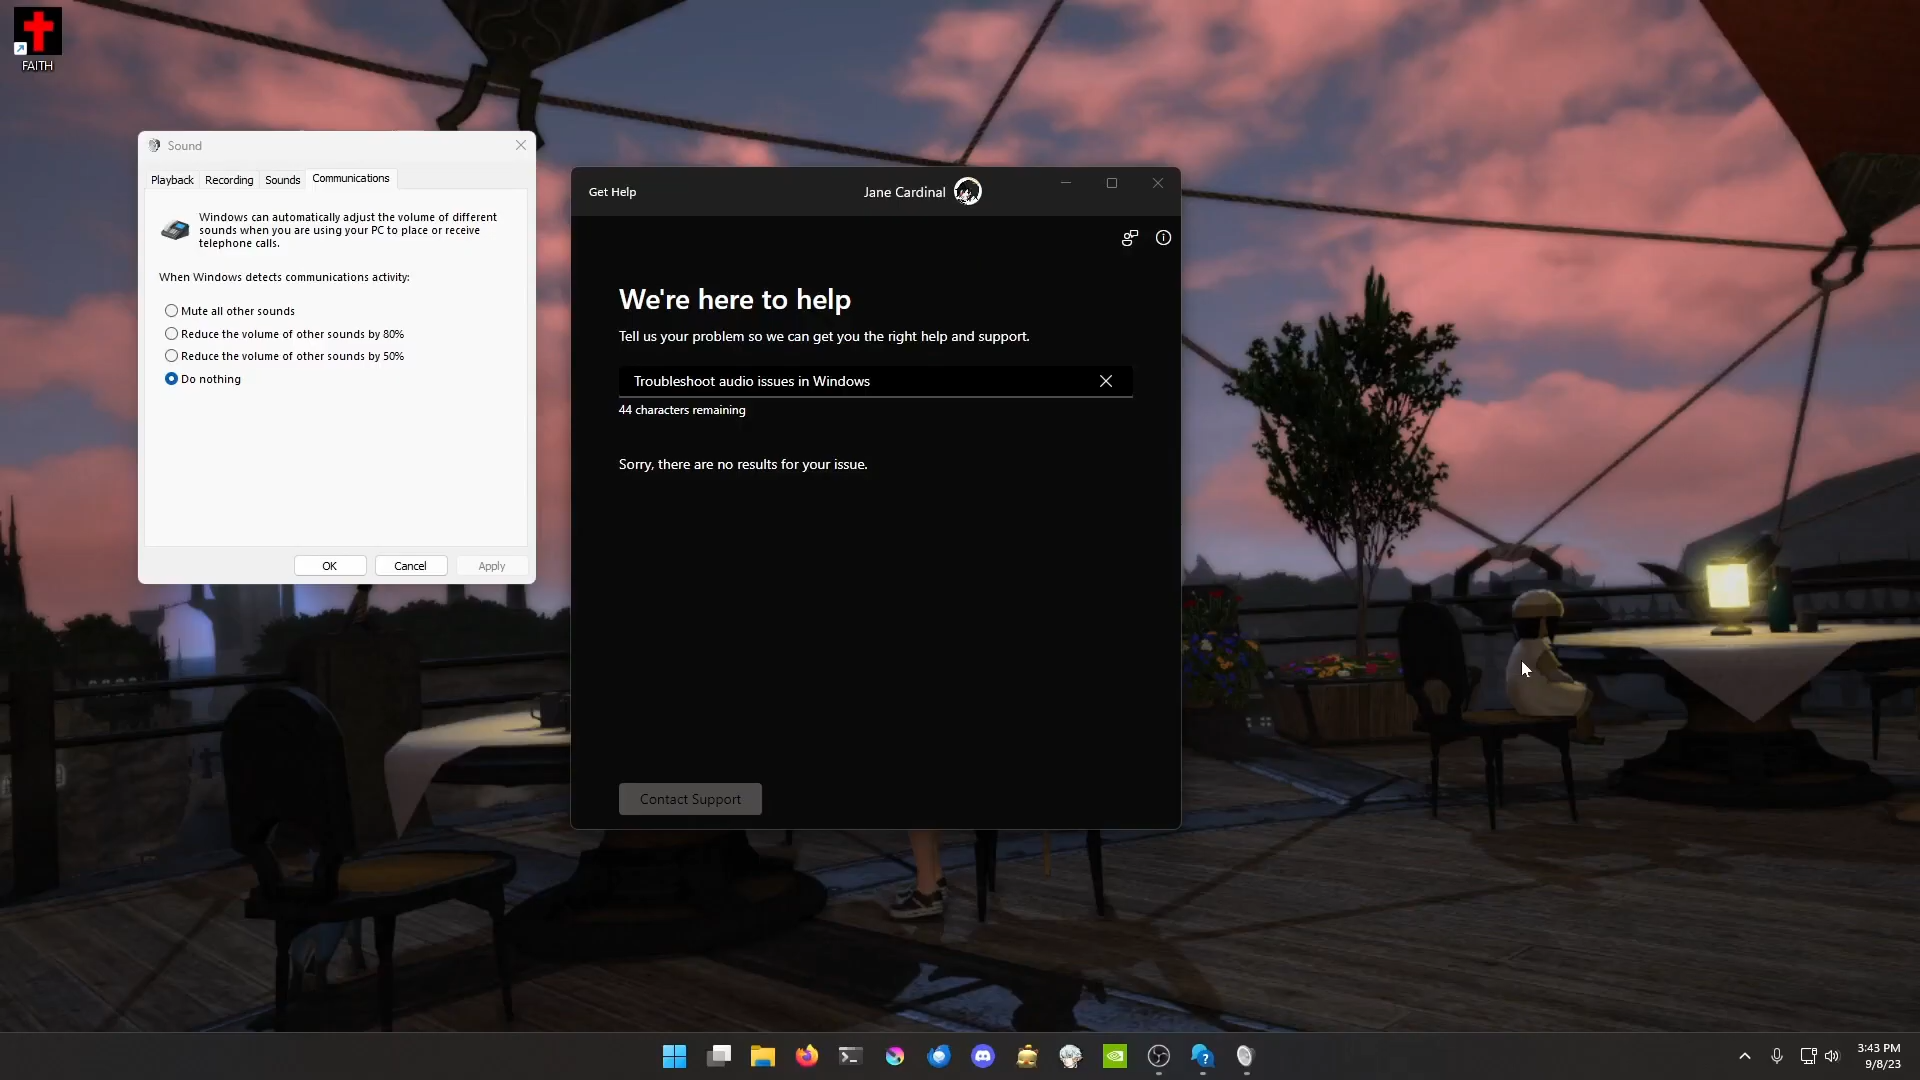 FAITH
Sound
Playback
Recording
Sounds
Communications
Windows can automatically adjust the volume of different
sounds when you are using your PC to place or receive
telephone calls.
When Windows detects communications activity:
Mute all other sounds
Reduce the volume of other sounds by 80%
Reduce the volume of other sounds by 50%
Do nothing
OK
Cancel
Apply
Get Help
Jane Cardinal
We're here to help
Tell us your problem so we can get you the right help and support.
Troubleshoot audio issues in Windows
44 characters remaining
Sorry, there are no results for your issue.
Contact Support
3:43 PM
9/8/23